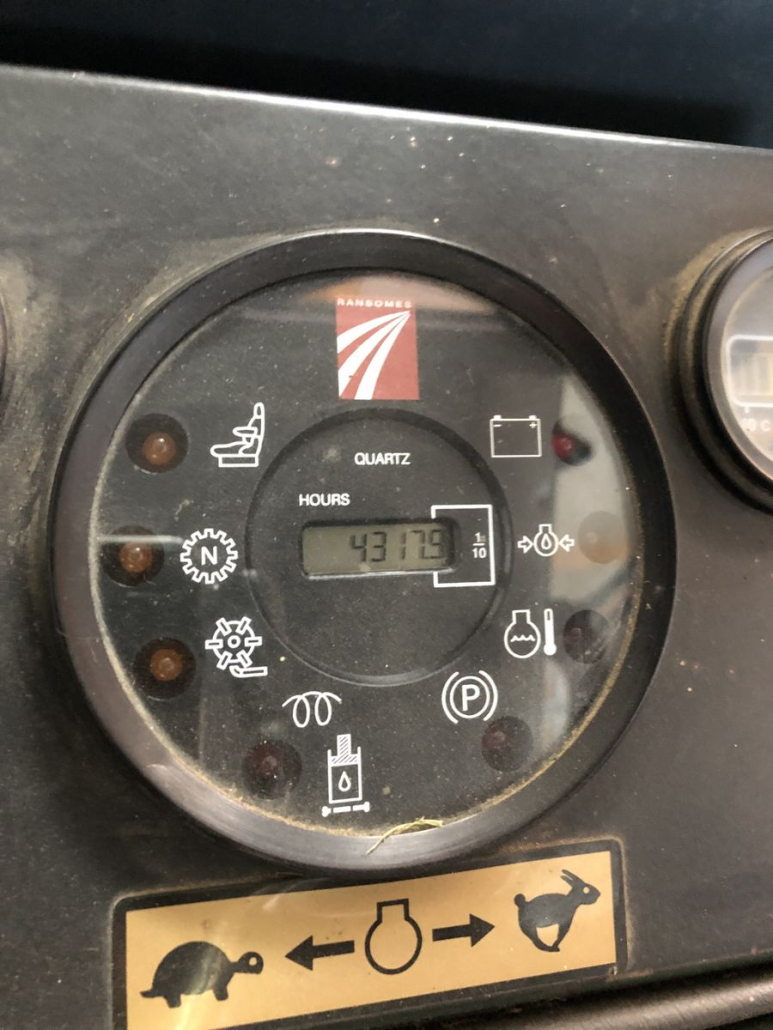 RANSOMES
QUARTZ
HOURS
4317.9
1/10
N
P